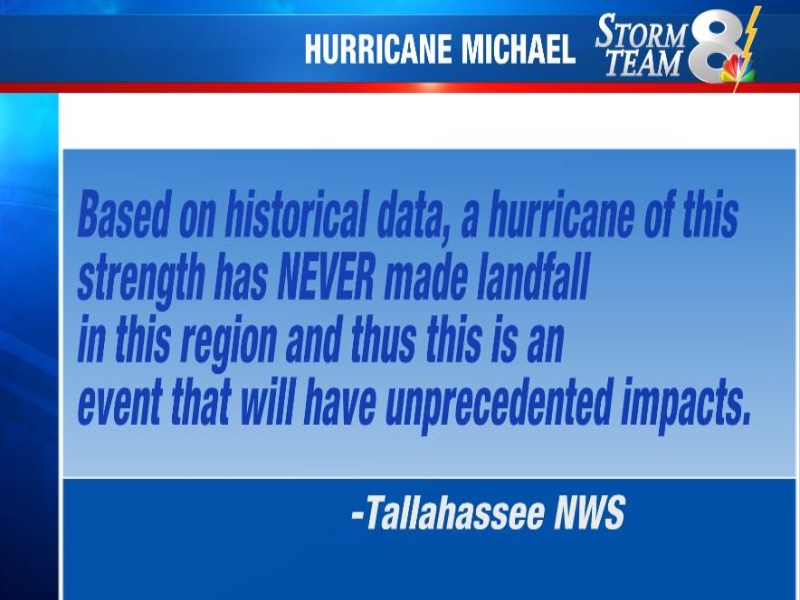 HURRICANE MICHAEL
STORM
TEAM
8
Based on historical data, a hurricane of this
strength has NEVER made landfall
in this region and thus this is an
event that will have unprecedented impacts.
-Tallahassee NWS